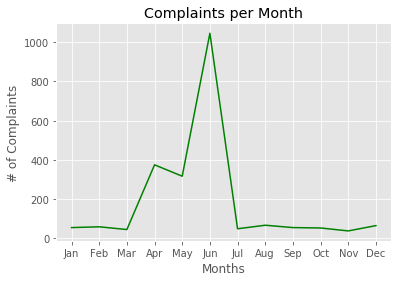 Complaints per Month
# of Complaints
1000
800
600
400
200
0
Jan Feb Mar Apr May Jun Jul Aug Sep Oct Nov Dec
Months